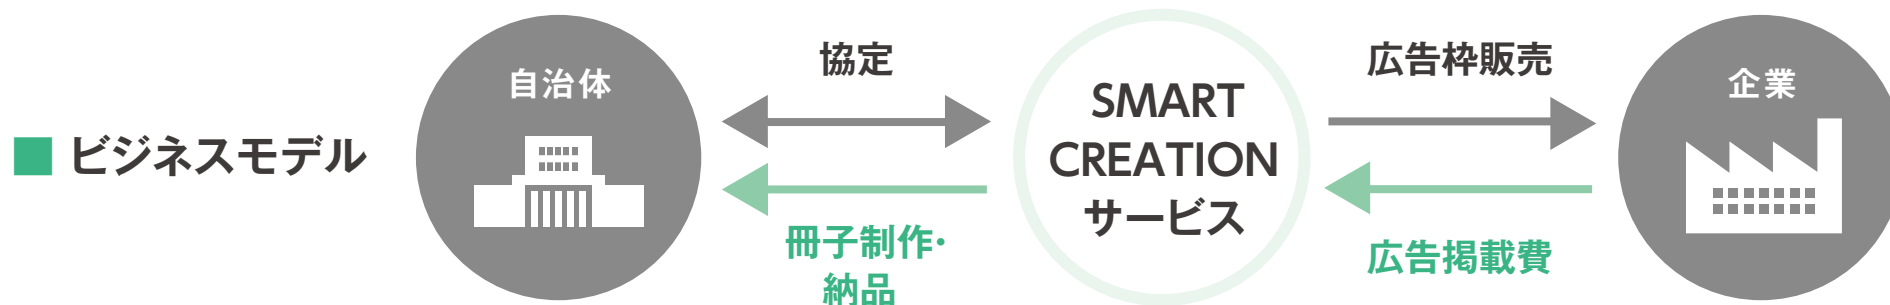 ビジネスモデル
自治体
協定
冊子制作・
納品
SMART
CREATION
サービス
広告枠販売
広告掲載費
企業